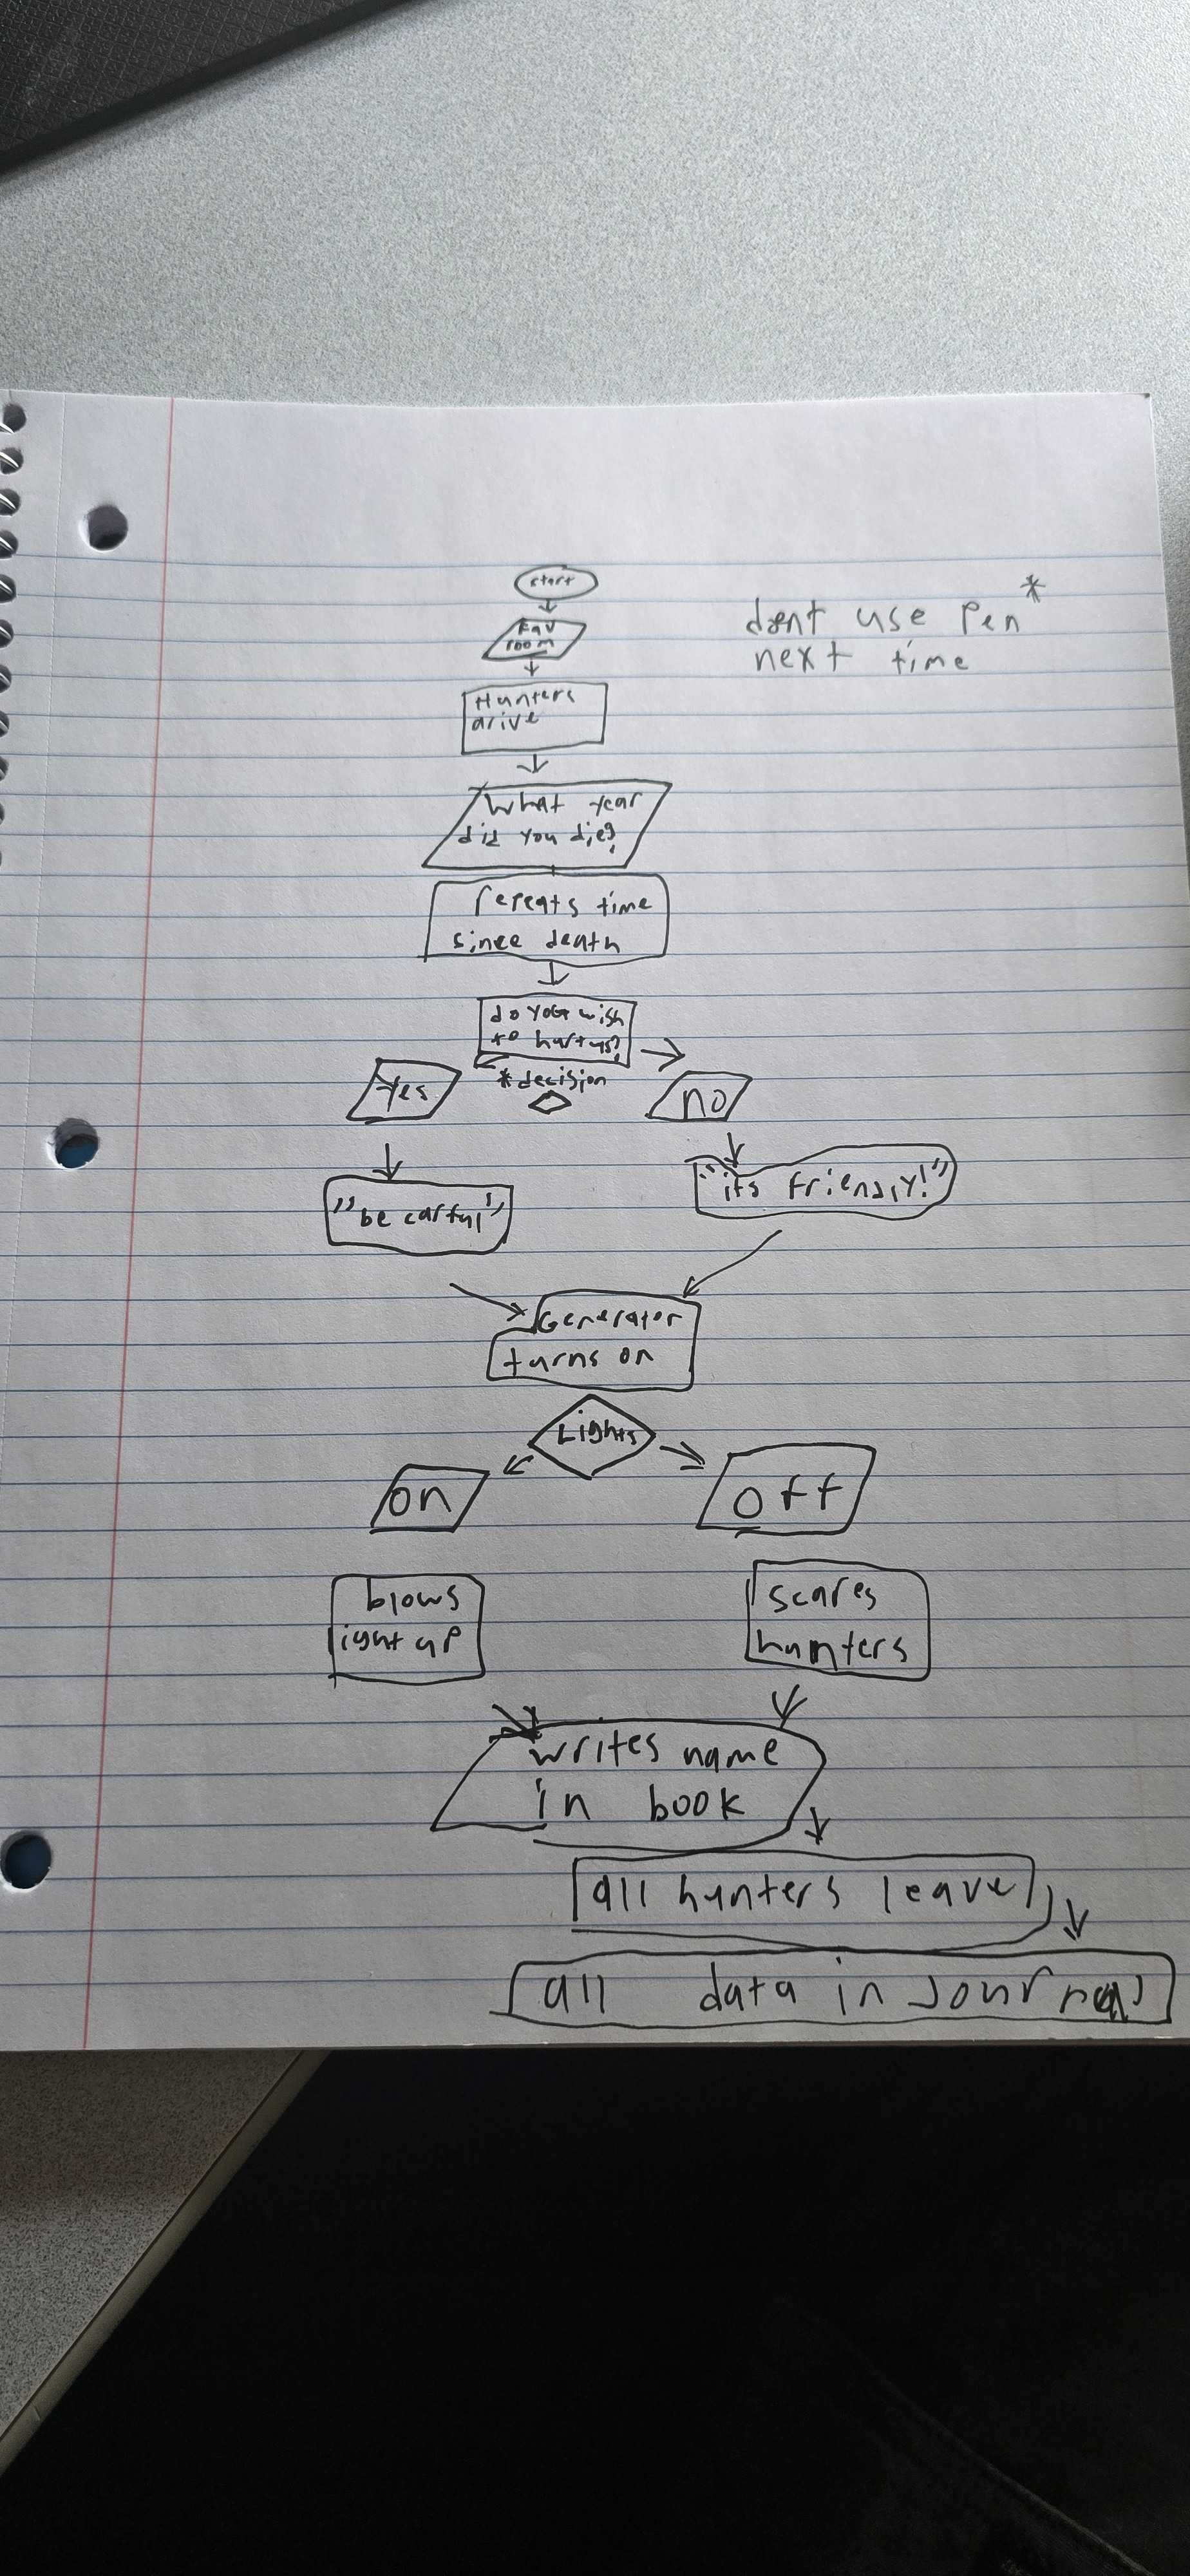 start
dont use pen*
next time
Fav
room
Hunters
arive
What year
did you die?
repeats time
since death
do you wish
to hurt us?
*decision
yes
no
"be carful"
"its friendly!"
Generator
turns on
Lights
on
off
blows
light up
scares
hunters
writes name
in book
all hunters leave
all data in journal